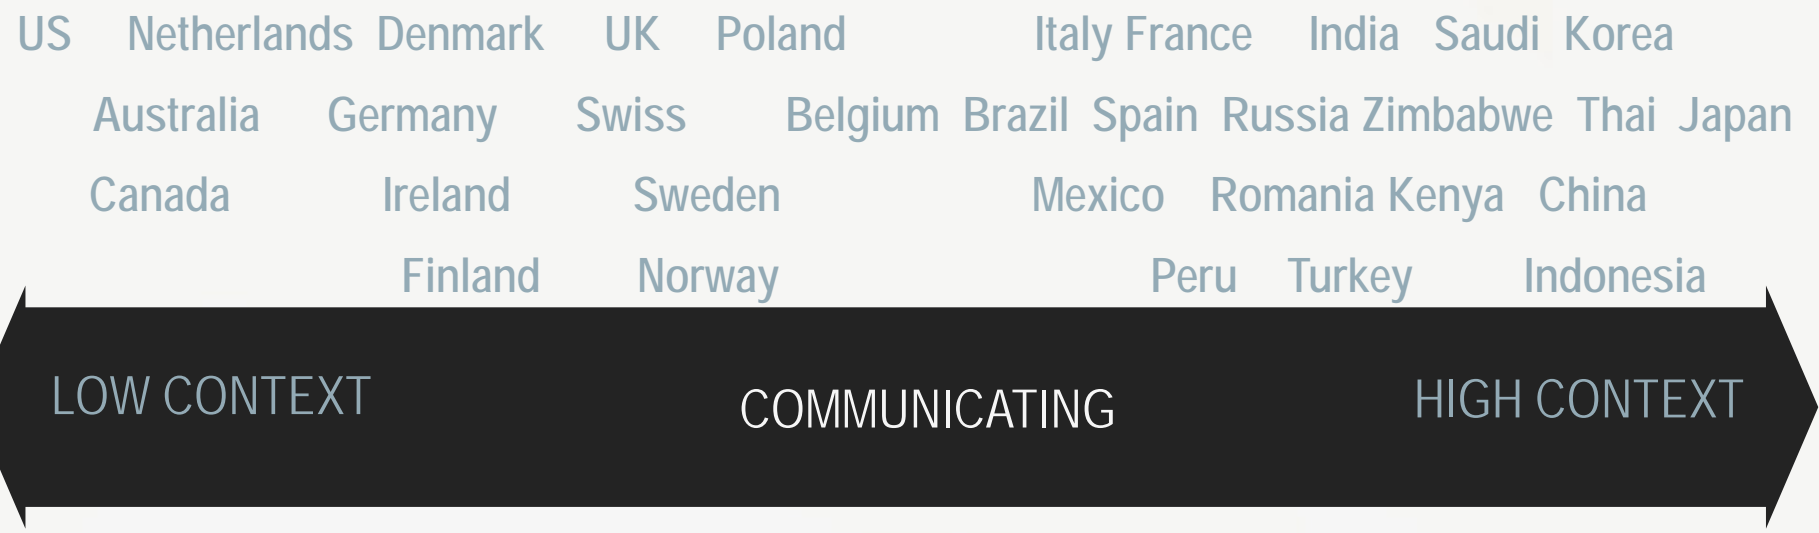 US Netherlands Denmark UK Poland Italy France India Saudi Korea
Australia Germany Swiss Belgium Brazil Spain Russia Zimbabwe Thai Japan
Canada Ireland Sweden Mexico Romania Kenya China
Finland Norway Peru Turkey Indonesia
LOW CONTEXT COMMUNICATING HIGH CONTEXT